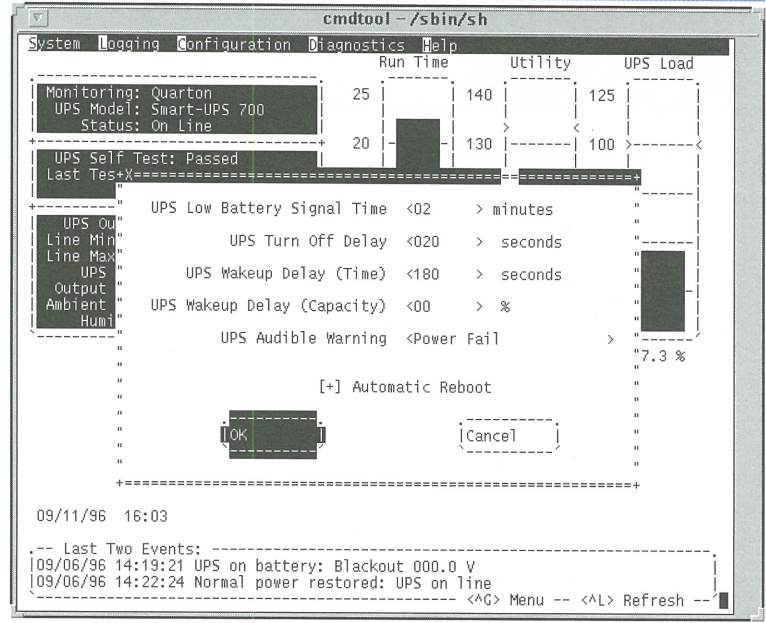 cmdtool – /sbin/sh
System Logging Configuration Diagnostics Help
Run Time Utility UPS Load
Monitoring: Quarton
UPS Model: Smart-UPS 700
Status: On Line
25 140 125
20 130 100
UPS Self Test: Passed
Last Tes
UPS Low Battery Signal Time <02 > minutes
UPS Turn Off Delay <020 > seconds
UPS Wakeup Delay (Time) <180 > seconds
UPS Wakeup Delay (Capacity) <00 > %
UPS Audible Warning <Power Fail >
[+] Automatic Reboot
OK Cancel
UPS Ou
Line Min
Line Max
UPS
Output
Ambient
Humi
7.3 %
09/11/96 16:03
Last Two Events:
09/06/96 14:19:21 UPS on battery: Blackout 000.0 V
09/06/96 14:22:24 Normal power restored: UPS on line
<^G> Menu -- <^L> Refresh